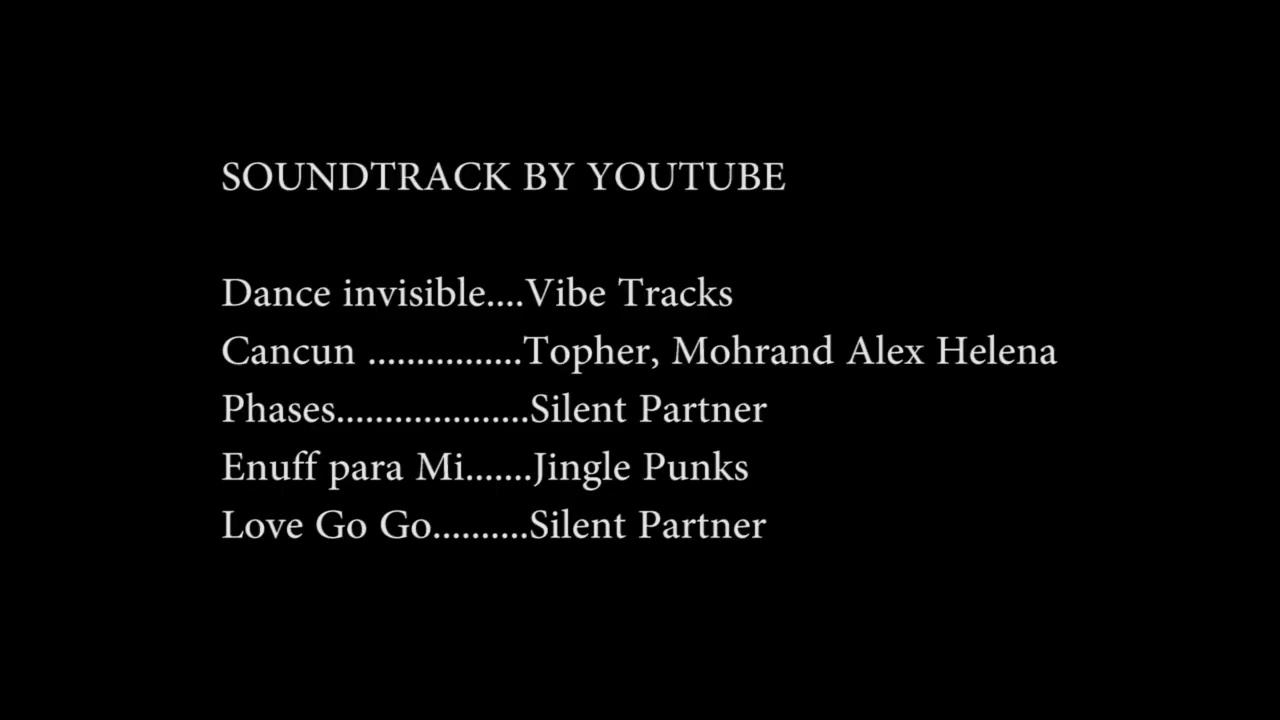 SOUNDTRACK BY YOUTUBE
Dance invisible....Vibe Tracks
Cancun ................Topher, Mohrand Alex Helena
Phases....................Silent Partner
Enuff para Mi.......Jingle Punks
Love Go Go..........Silent Partner